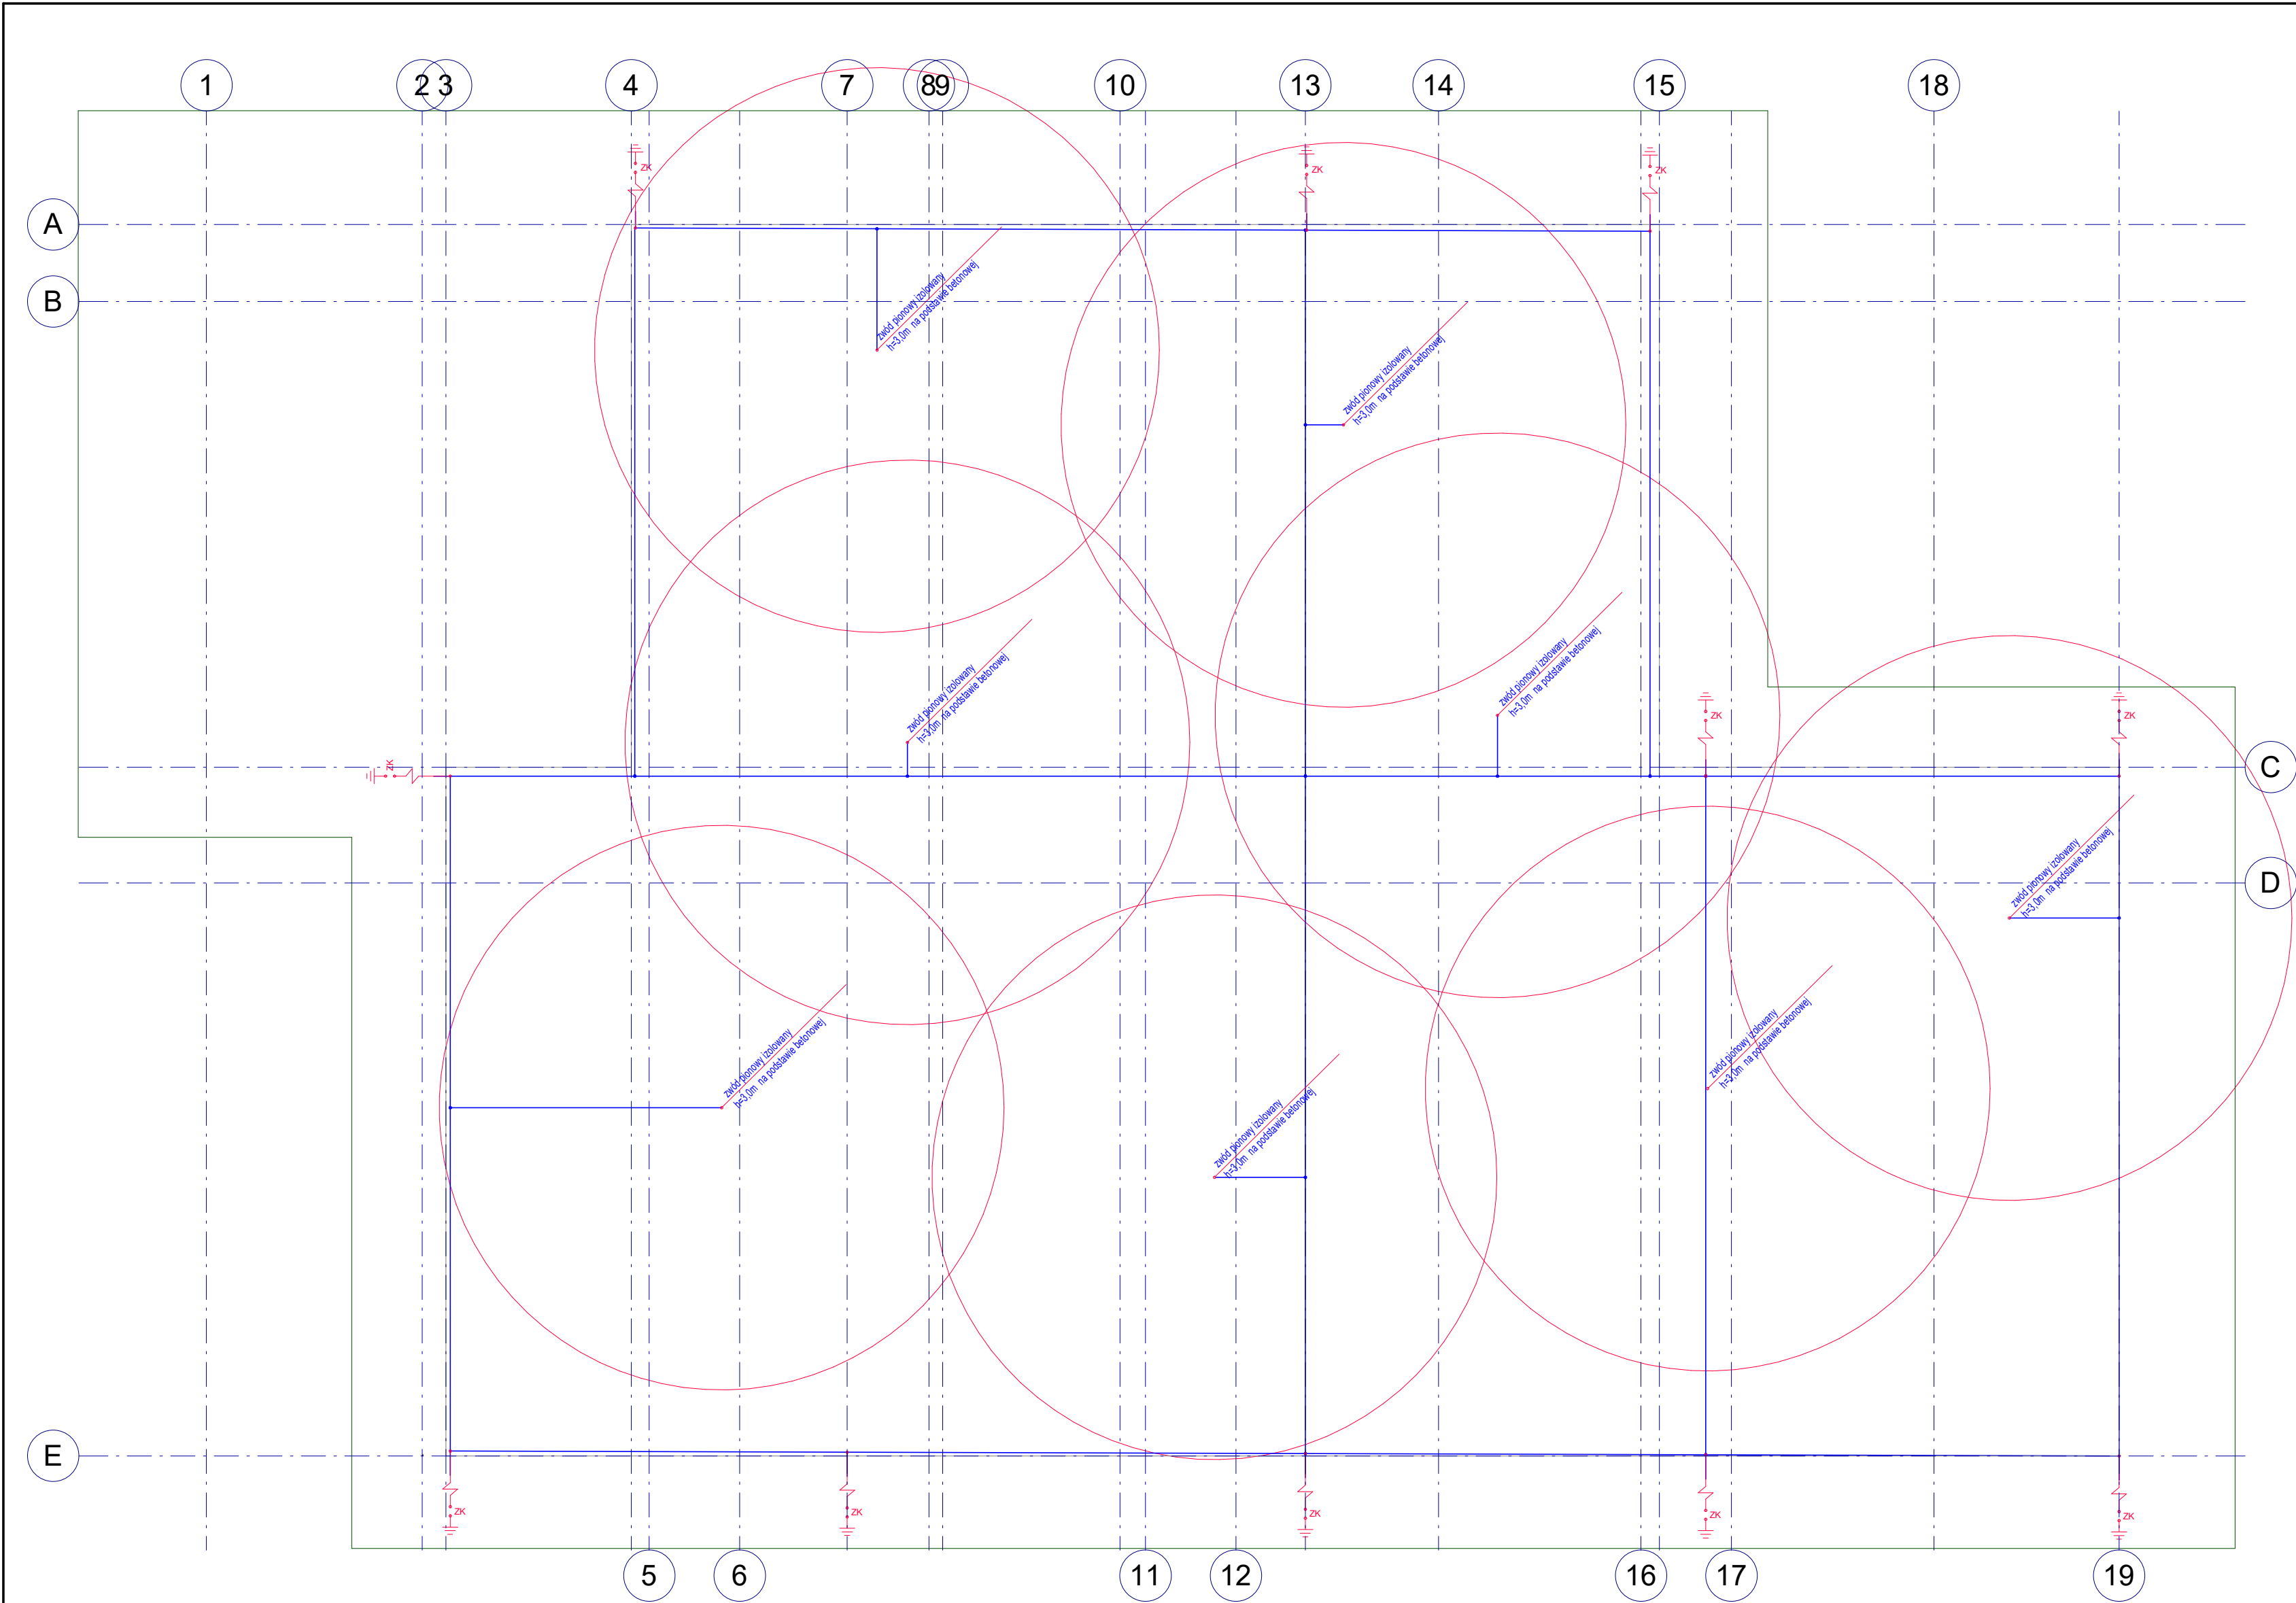 1
2
3
4
7
8
9
10
13
14
15
18
ZK
ZK
ZK
A
zwód pionowy izolowany
h=3,0m na podstawie betonowej
B
zwód pionowy izolowany
h=3,0m na podstawie betonowej
zwód pionowy izolowany
h=3,0m na podstawie betonowej
zwód pionowy izolowany
h=3,0m na podstawie betonowej
ZK
ZK
ZK
C
zwód pionowy izolowany
h=3,0m na podstawie betonowej
D
zwód pionowy izolowany
h=3,0m na podstawie betonowej
zwód pionowy izolowany
h=3,0m na podstawie betonowej
zwód pionowy izolowany
h=3,0m na podstawie betonowej
E
ZK
ZK
ZK
ZK
ZK
5
6
11
12
16
17
19